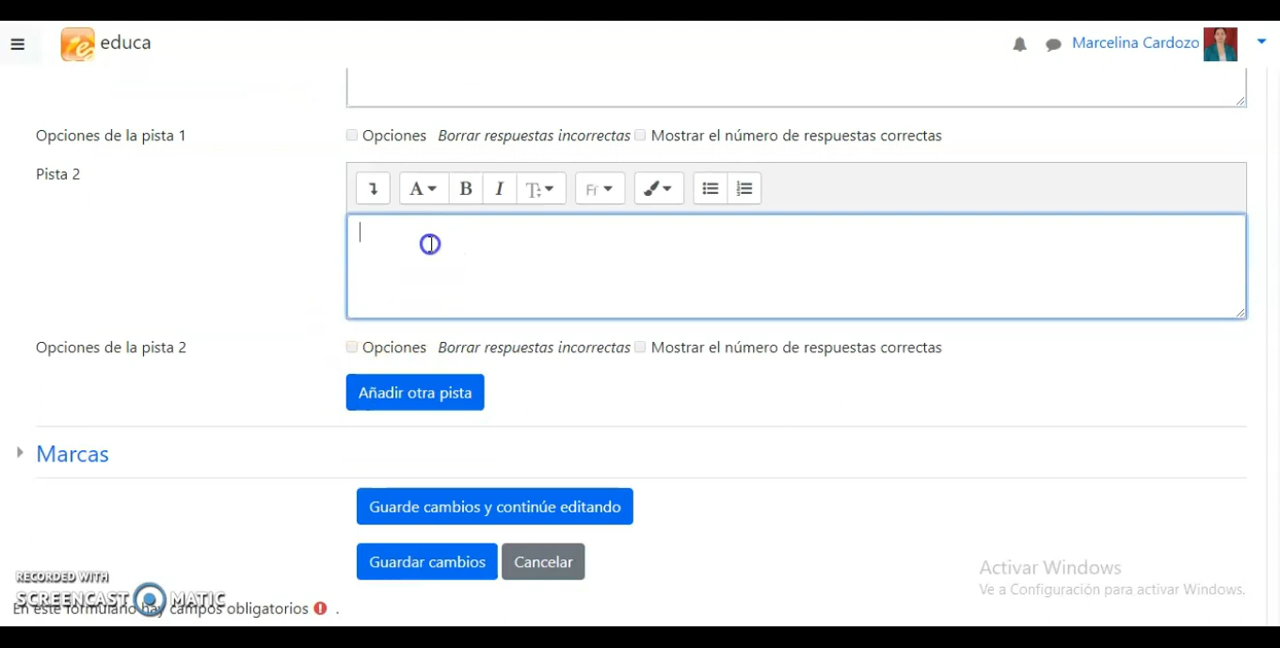 educa
Marcelina Cardozo
Opciones de la pista 1
Opciones Borrar respuestas incorrectas Mostrar el número de respuestas correctas
Pista 2
A B I T Fr
Opciones de la pista 2
Opciones Borrar respuestas incorrectas Mostrar el número de respuestas correctas
Añadir otra pista
Marcas
Guarde cambios y continúe editando
Guardar cambios Cancelar
Activar Windows
Ve a Configuración para activar Windows.
RECORDED WITH
SCREENCAST MATIC
En este formulario hay campos obligatorios .